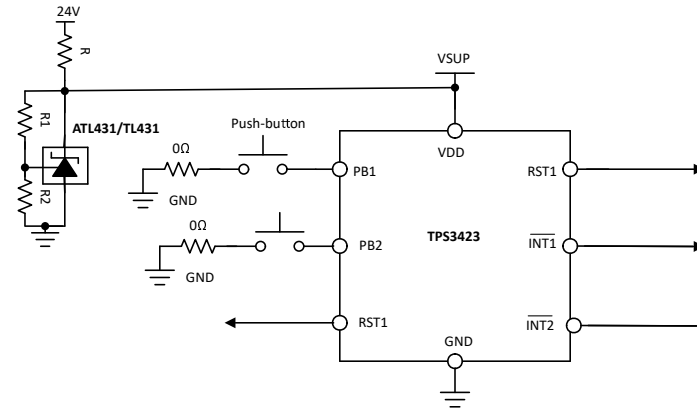 24V
R
VSUP
R1
ATL431/TL431
Push-button
VDD
0Ω
PB1
RST1
R2
GND
0Ω
PB2
TPS3423
INT1
GND
RST1
GND
INT2